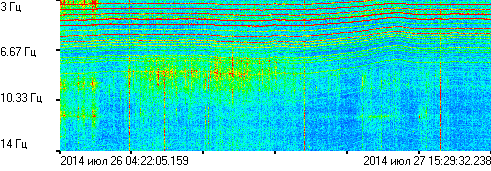 3 Гц
6.67 Гц
10.33 Гц
14 Гц
2014 июл 26 04:22:05.159
2014 июл 27 15:29:32.238